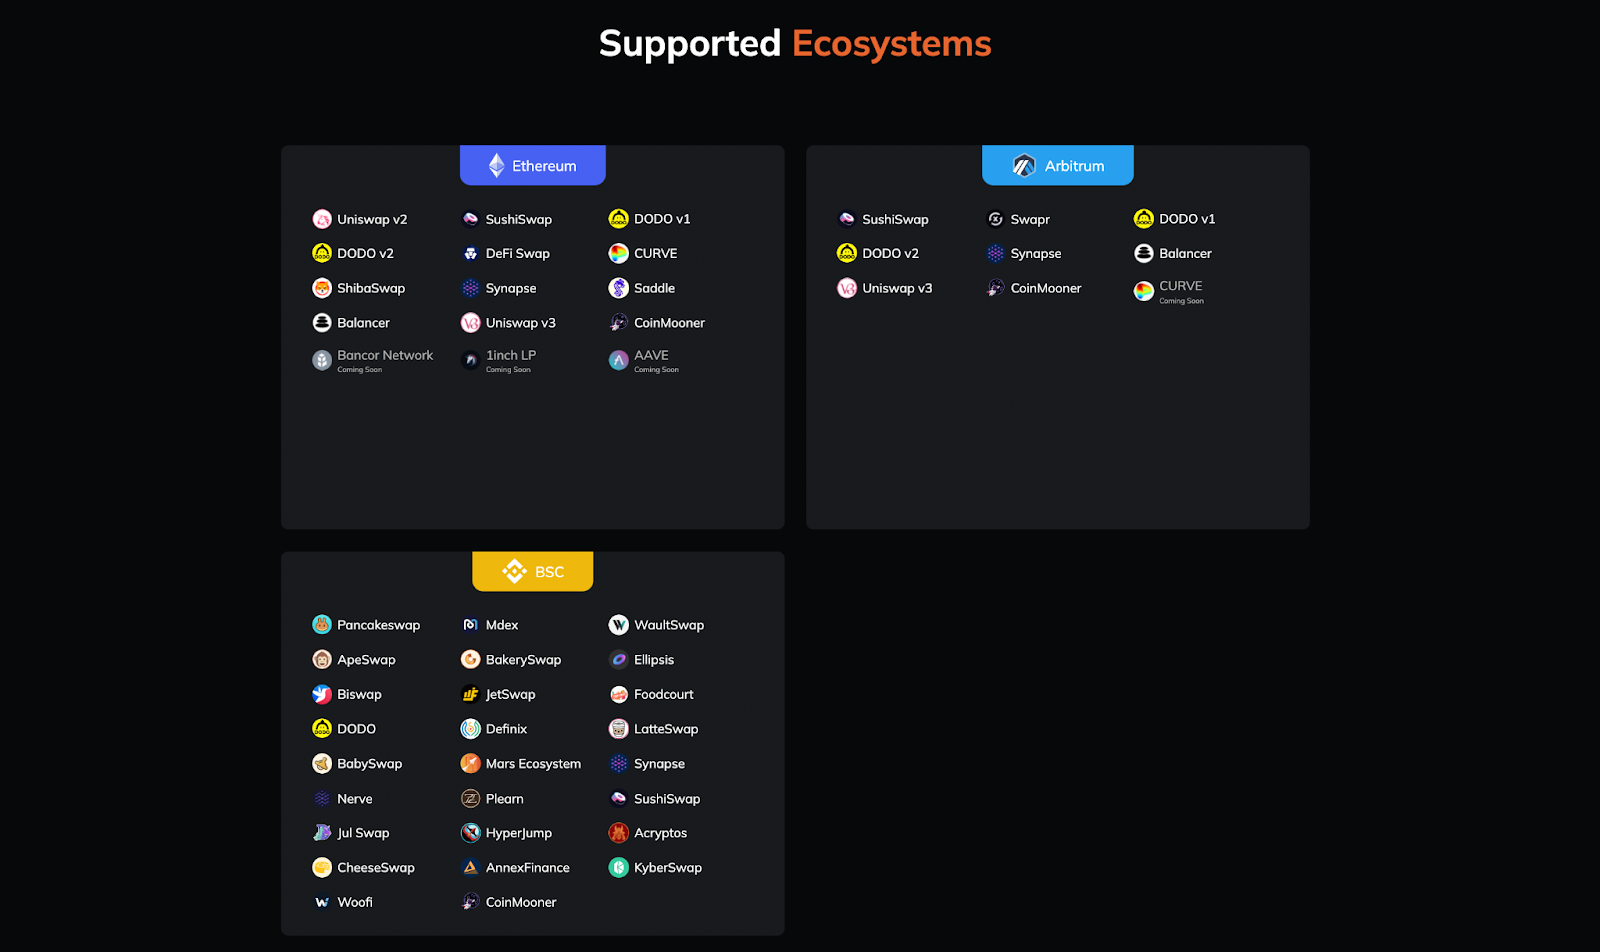 Supported Ecosystems
Ethereum
Uniswap v2 SushiSwap DODO v1
DODO v2 DeFi Swap CURVE
ShibaSwap Synapse Saddle
Balancer Uniswap v3 CoinMooner
Bancor Network 1inch LP AAVE
Coming Soon Coming Soon Coming Soon
Arbitrum
SushiSwap Swapr DODO v1
DODO v2 Synapse Balancer
Uniswap v3 CoinMooner CURVE
Coming Soon
BSC
Pancakeswap Mdex WaultSwap
ApeSwap BakerySwap Ellipsis
Biswap JetSwap Foodcourt
DODO Definix LatteSwap
BabySwap Mars Ecosystem Synapse
Nerve Plearn SushiSwap
Jul Swap HyperJump Acryptos
CheeseSwap AnnexFinance KyberSwap
Woofi CoinMooner